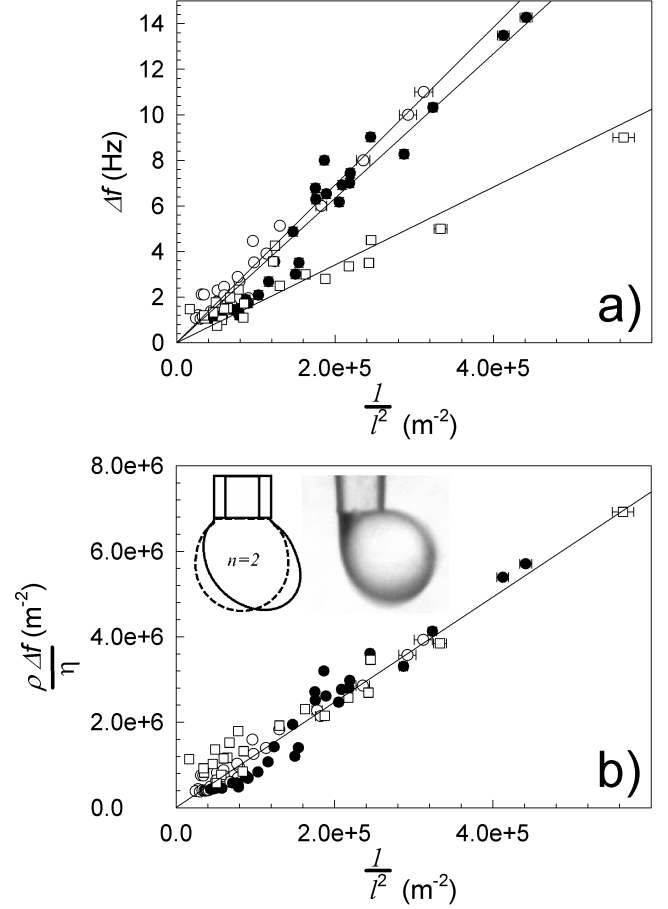 14
12
10
8
6
4
2
0
Δf (Hz)
a)
0.0 2.0e+5 4.0e+5
1
l² (m⁻²)
8.0e+6
6.0e+6
4.0e+6
2.0e+6
0.0
ρ Δf (m⁻²)
η
n=2
b)
0.0 2.0e+5 4.0e+5
1
l² (m⁻²)